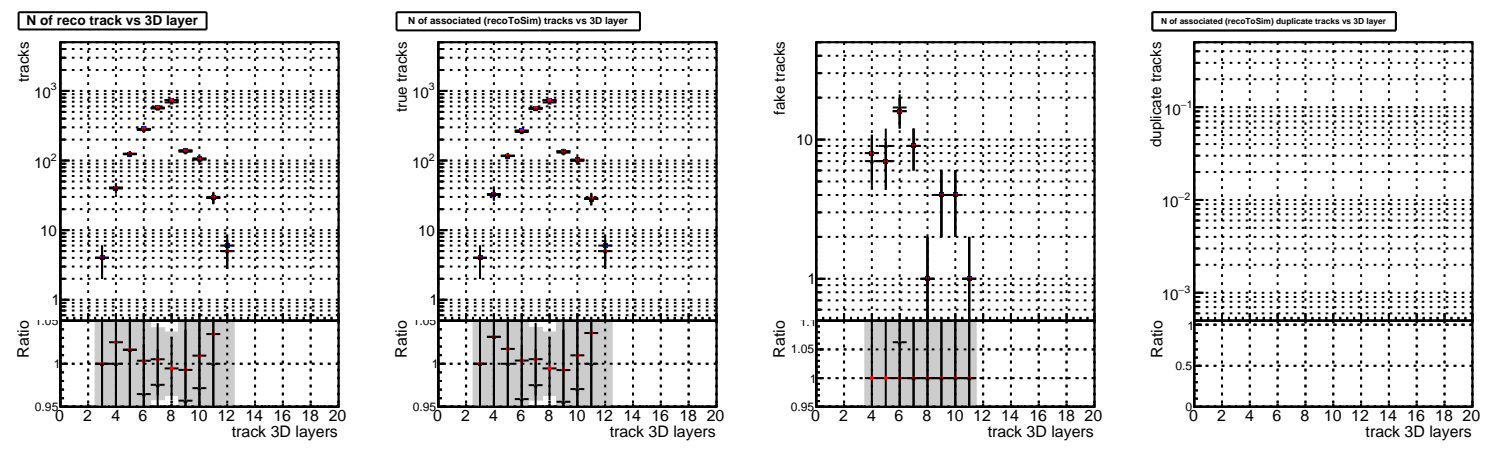 N of reco track vs 3D layer
tracks
10³
10²
10
1
1.05
Ratio
1
0.95
0 2 4 6 8 10 12 14 16 18 20
track 3D layers
N of associated (recoToSim) tracks vs 3D layer
true tracks
10³
10²
10
1
1.05
Ratio
1
0.95
0 2 4 6 8 10 12 14 16 18 20
track 3D layers
fake tracks
10
1
1.1
Ratio
1.05
1
0.95
0 2 4 6 8 10 12 14 16 18 20
track 3D layers
N of associated (recoToSim) duplicate tracks vs 3D layer
duplicate tracks
10⁻¹
10⁻²
10⁻³
Ratio
1
0.5
0
0 2 4 6 8 10 12 14 16 18 20
track 3D layers